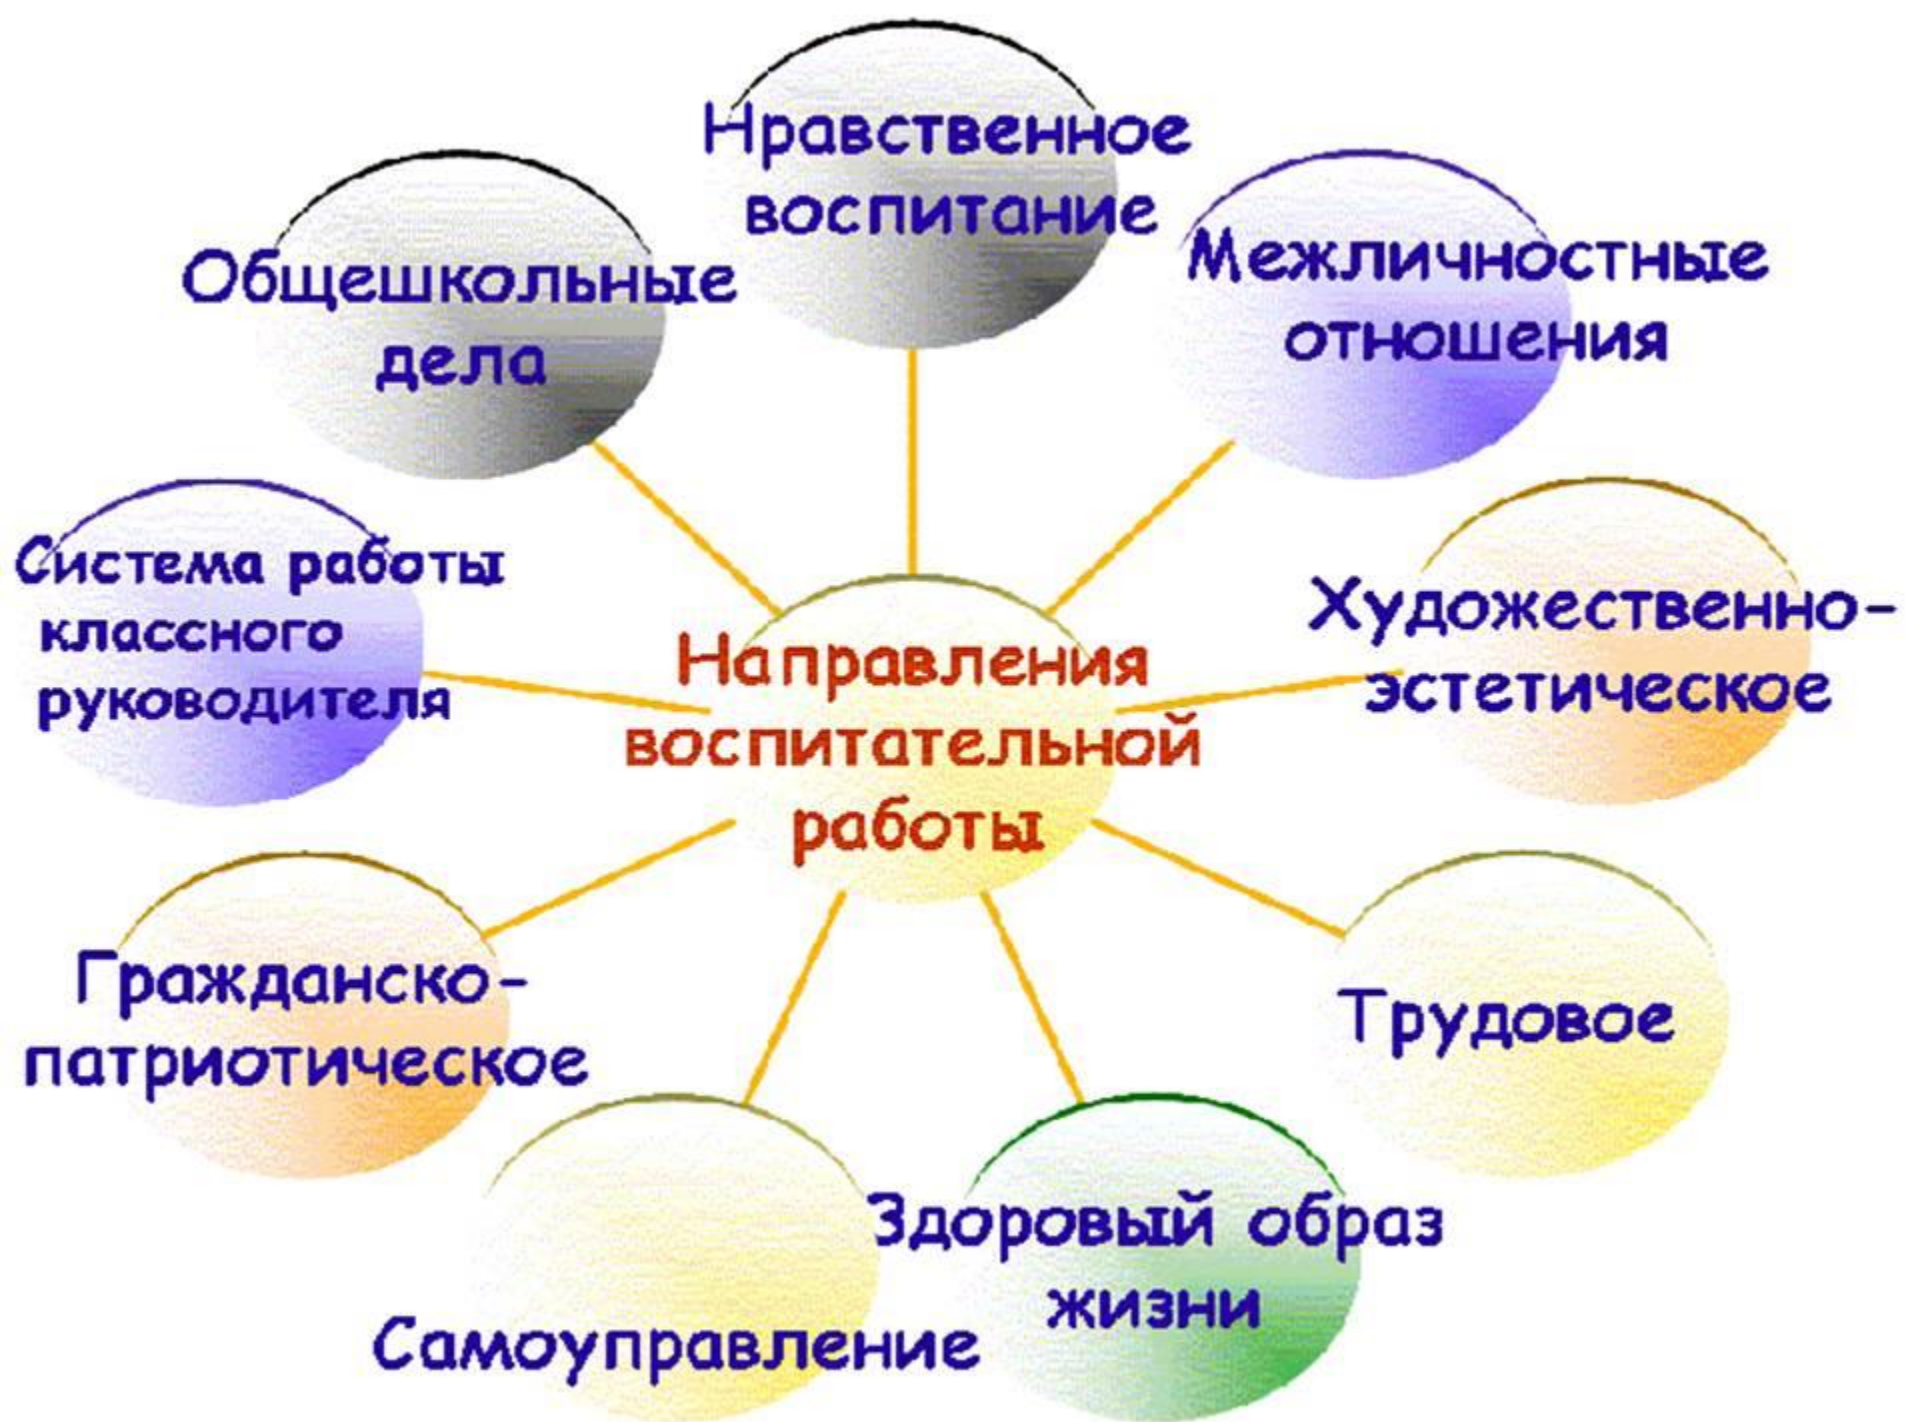 Нравственное
воспитание
Общешкольные
дела
Межличностные
отношения
Система работы
классного
руководителя
Художественно-
эстетическое
Направления
воспитательной
работы
Гражданско-
патриотическое
Трудовое
Самоуправление
Здоровый образ
жизни